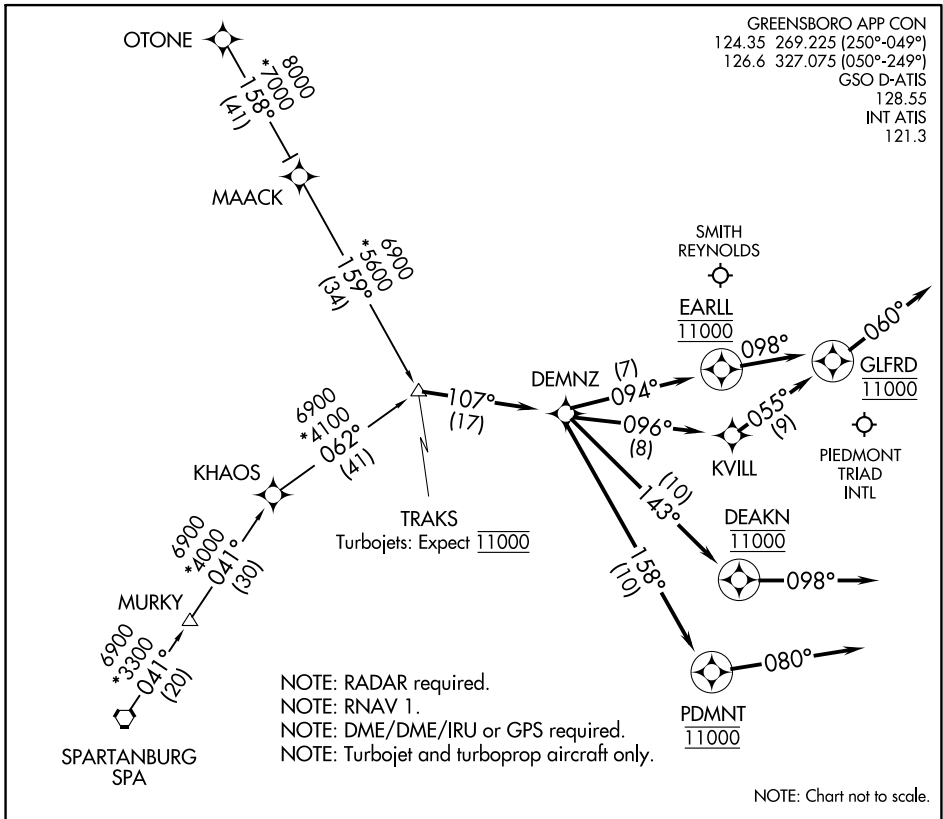 GREENSBORO APP CON
124.35 269.225 (250°-049°)
126.6 327.075 (050°-249°)
GSO D-ATIS
128.55
INT ATIS
121.3
OTONE
8000
*7000
158°
(41)
MAACK
6900
*5600
159°
(34)
SMITH
REYNOLDS
EARLL
11000
098°
060°
GLFRD
11000
DEMNZ
(7)
094°
107°
(17)
096°
(8)
KVILL
055°
(9)
PIEDMONT
TRIAD
INTL
6900
*4100
062°
(41)
KHAOS
TRAKS
Turbojets: Expect 11000
(10)
143°
DEAKN
11000
098°
158°
(10)
6900
*4000
041°
(30)
MURKY
6900
*3300
041°
(20)
080°
PDMNT
11000
SPARTANBURG
SPA
NOTE: RADAR required.
NOTE: RNAV 1.
NOTE: DME/DME/IRU or GPS required.
NOTE: Turbojet and turboprop aircraft only.
NOTE: Chart not to scale.